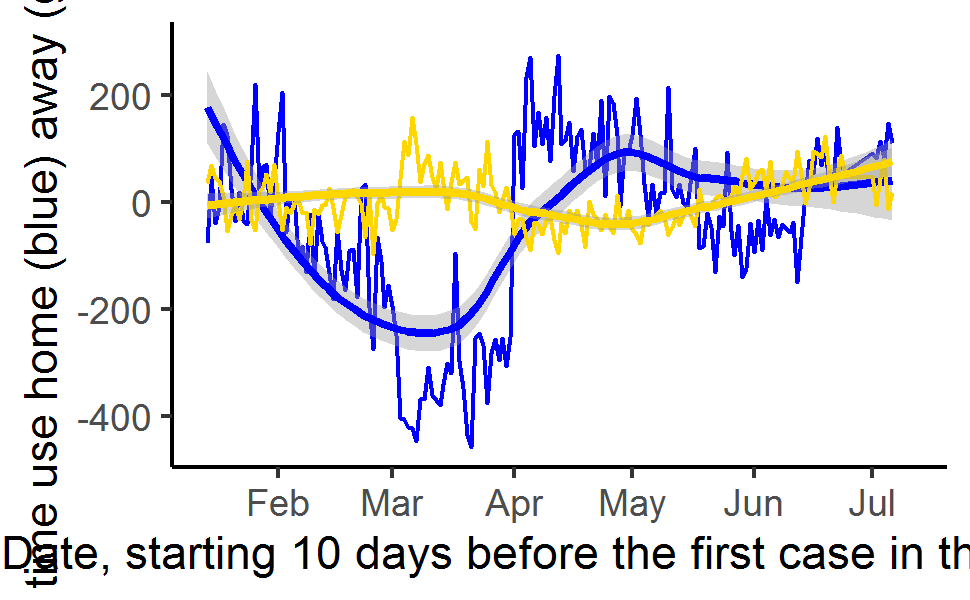 time use home (blue) away (
200
0
-200
-400
Feb Mar Apr May Jun Jul
Date, starting 10 days before the first case in th